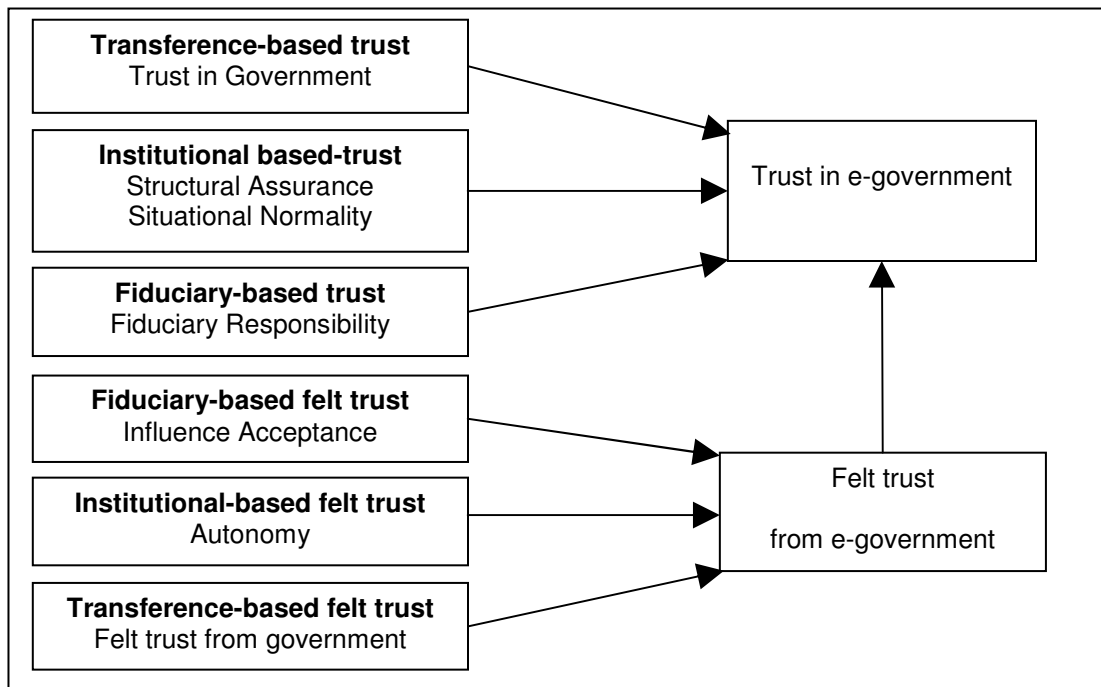 Transference-based trust
Trust in Government
Institutional based-trust
Structural Assurance
Situational Normality
Fiduciary-based trust
Fiduciary Responsibility
Fiduciary-based felt trust
Influence Acceptance
Institutional-based felt trust
Autonomy
Transference-based felt trust
Felt trust from government
Trust in e-government
Felt trust
from e-government